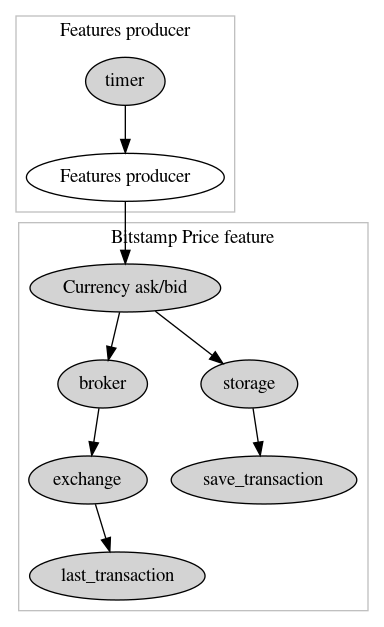 Features producer
timer
Features producer
Bitstamp Price feature
Currency ask/bid
broker
storage
exchange
save_transaction
last_transaction